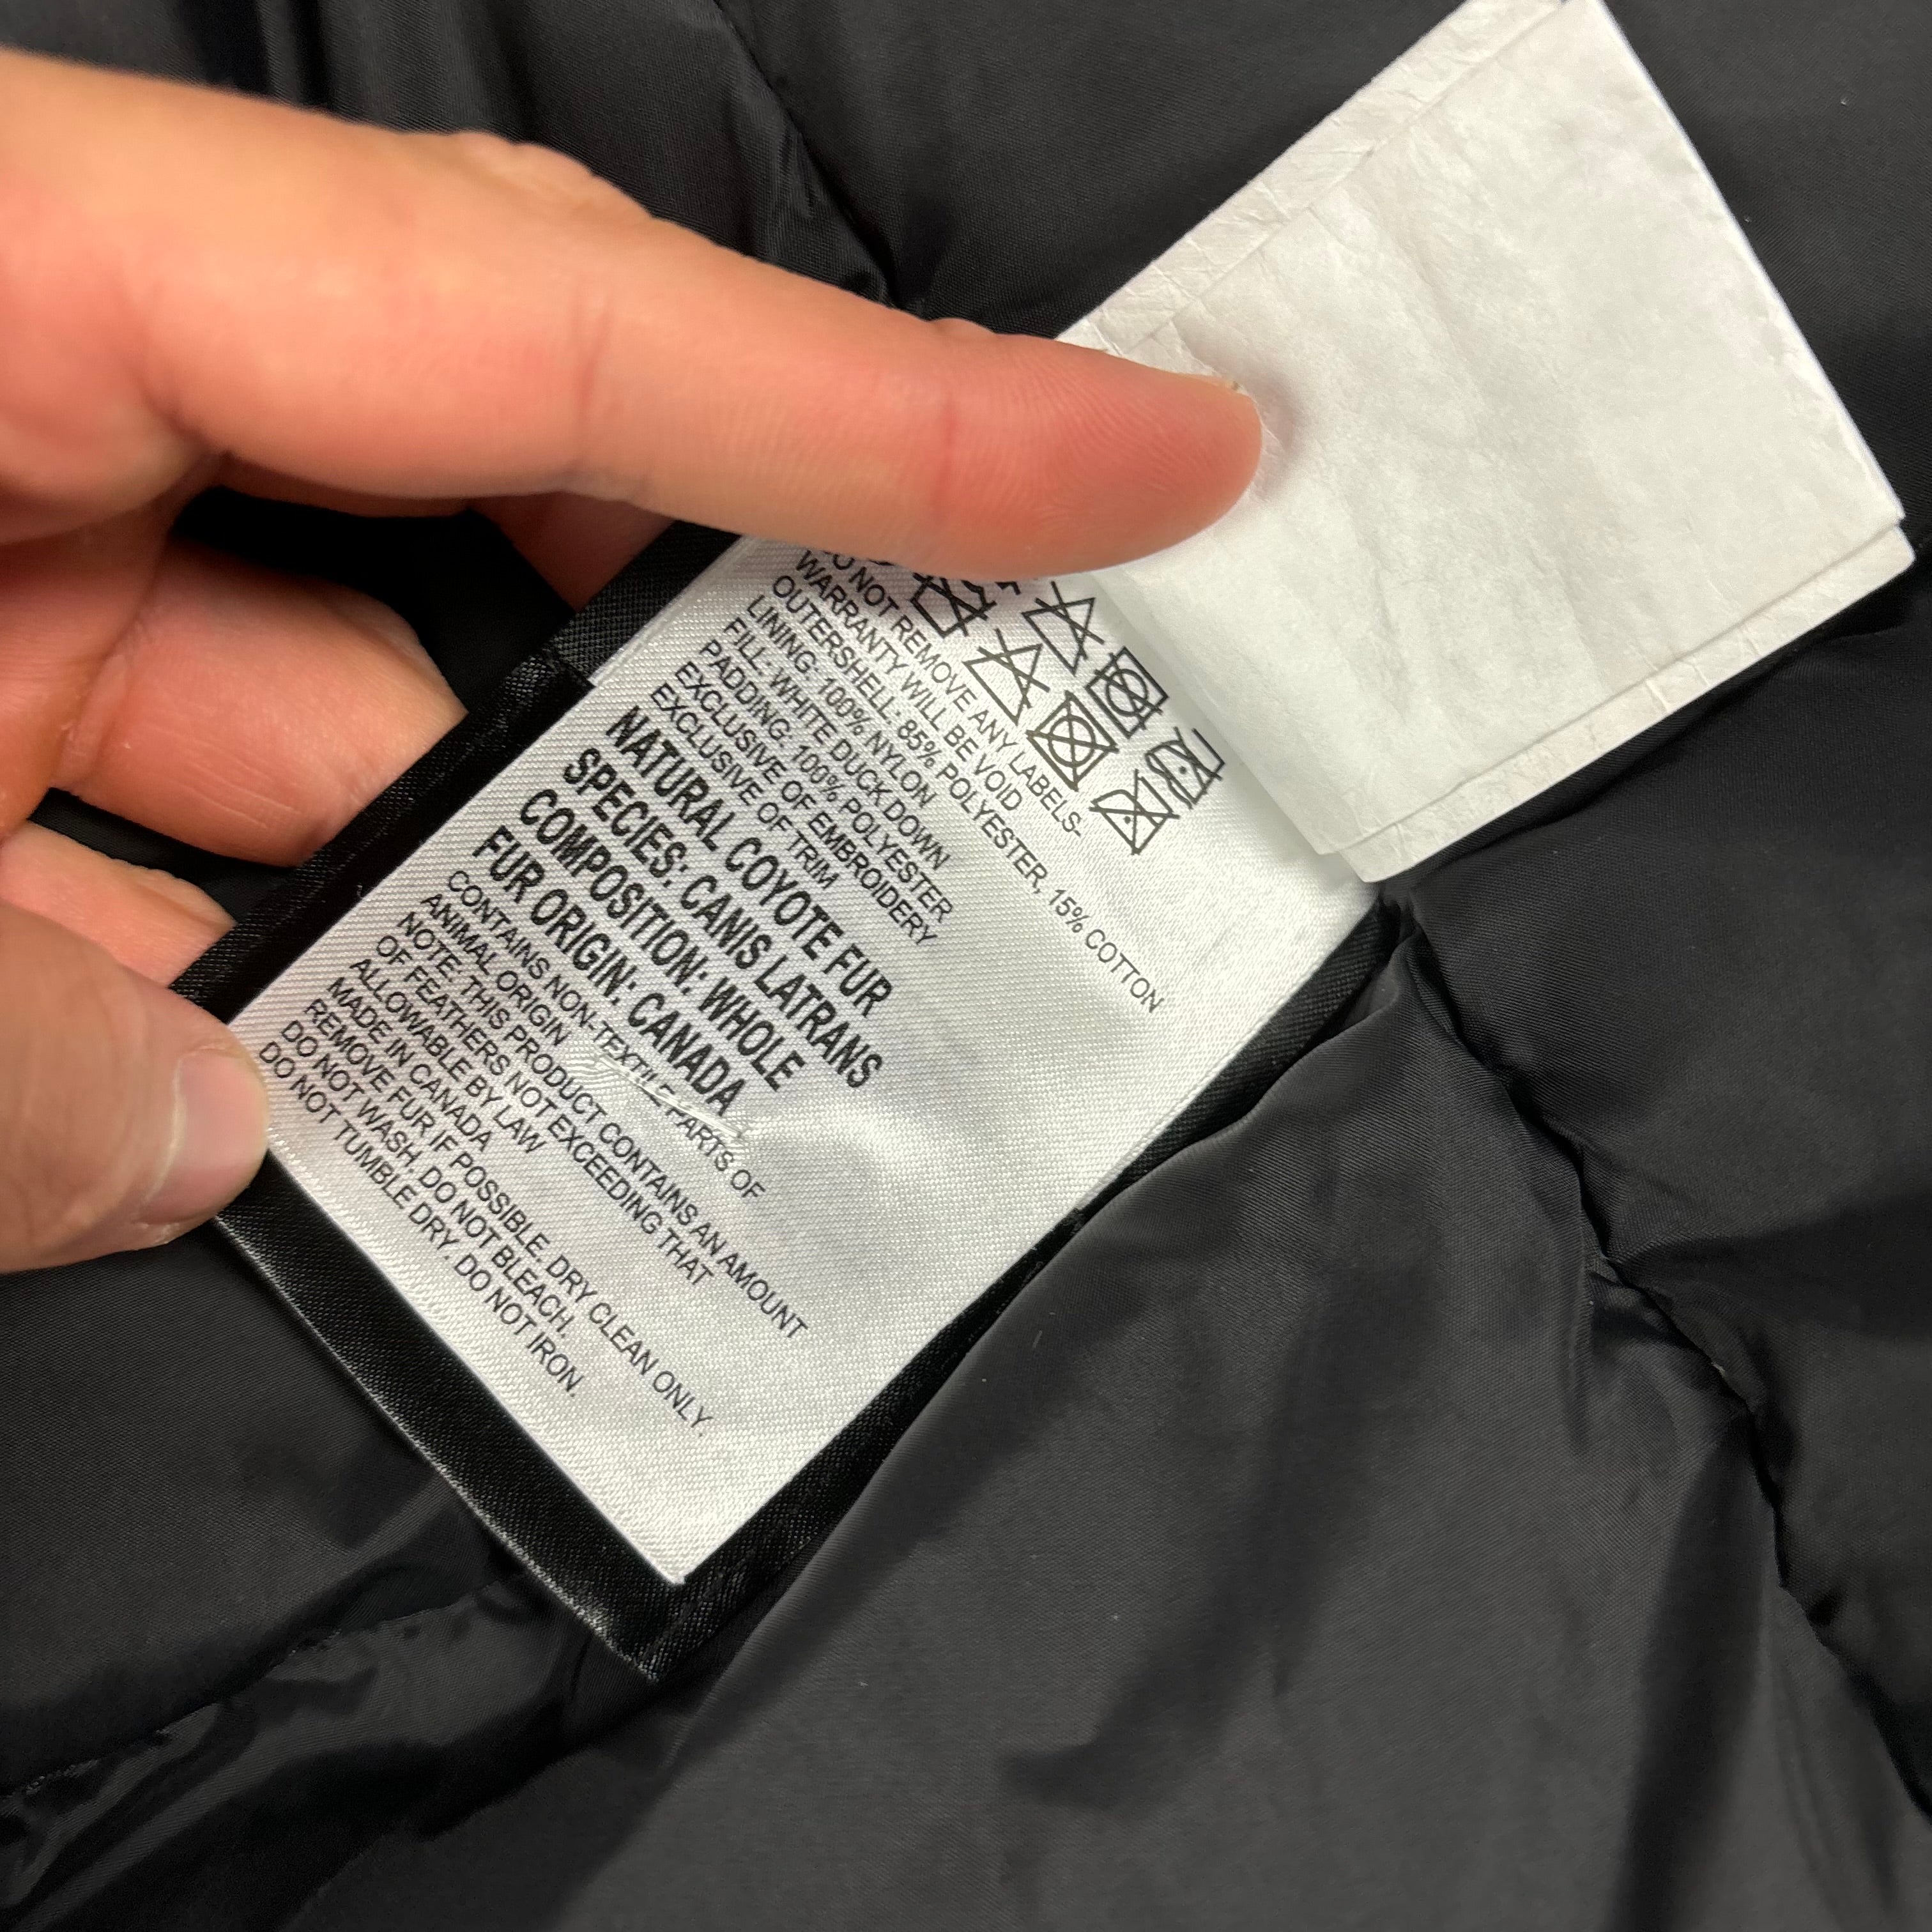 DO NOT REMOVE ANY LABELS-
WARRANTY WILL BE VOID
OUTERSHELL: 85% POLYESTER, 15% COTTON
LINING: 100% NYLON
FILL: WHITE DUCK DOWN
PADDING: 100% POLYESTER
EXCLUSIVE OF EMBROIDERY
EXCLUSIVE OF TRIM
NATURAL COYOTE FUR
SPECIES: CANIS LATRANS
COMPOSITION: WHOLE
FUR ORIGIN: CANADA
CONTAINS NON-TEXTILE PARTS OF
ANIMAL ORIGIN
NOTE: THIS PRODUCT CONTAINS AN AMOUNT
OF FEATHERS NOT EXCEEDING THAT
ALLOWABLE BY LAW
MADE IN CANADA
REMOVE FUR IF POSSIBLE. DRY CLEAN ONLY.
DO NOT WASH. DO NOT BLEACH.
DO NOT TUMBLE DRY. DO NOT IRON.